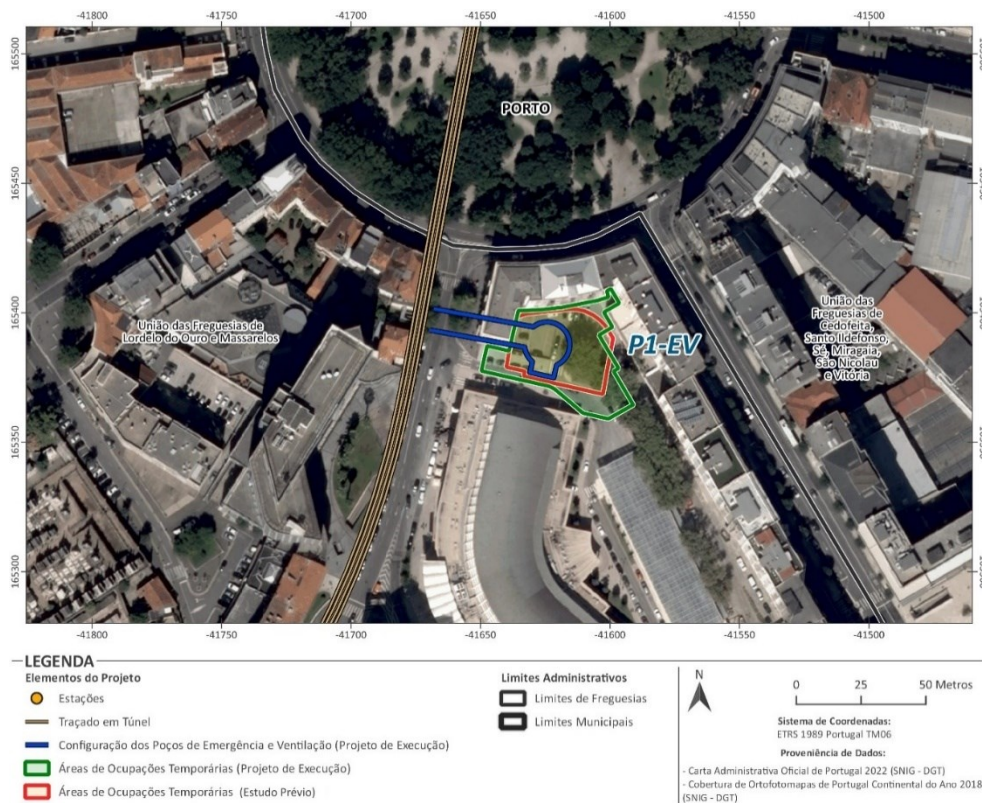 -41800 -41750 -41700 -41650 -41600 -41550 -41500
165500
165450
165400
165350
165300
165500
165450
165400
165350
165300
PORTO
União das Freguesias de
Lordelo do Ouro e Massarelos
P1-EV
União das
Freguesias de
Cedofeita,
Santo Ildefonso,
Sé, Miragaia,
São Nicolau
e Vitória
-41800 -41750 -41700 -41650 -41600 -41550 -41500
LEGENDA
Elementos do Projeto
Estações
Traçado em Túnel
Configuração dos Poços de Emergência e Ventilação (Projeto de Execução)
Áreas de Ocupações Temporárias (Projeto de Execução)
Áreas de Ocupações Temporárias (Estudo Prévio)
Limites Administrativos
Limites de Freguesias
Limites Municipais
N
0 25 50 Metros
Sistema de Coordenadas:
ETRS 1989 Portugal TM06
Proveniência de Dados:
- Carta Administrativa Oficial de Portugal 2022 (SNIG - DGT)
- Cobertura de Ortofotomapas de Portugal Continental do Ano 2018
(SNIG - DGT)